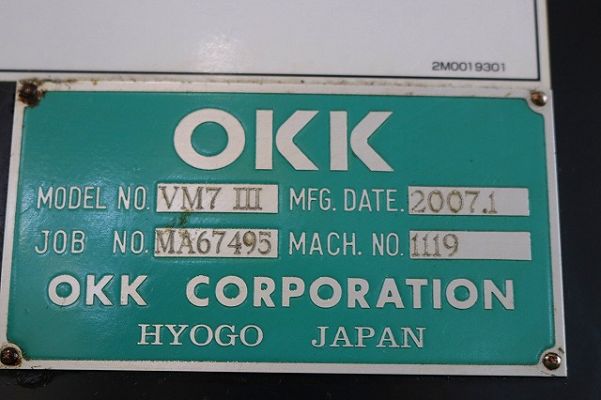 2M0019301
OKK
MODEL NO. VM7 III MFG. DATE. 2007.1
JOB NO. MA67495 MACH. NO. 1119
OKK CORPORATION
HYOGO JAPAN